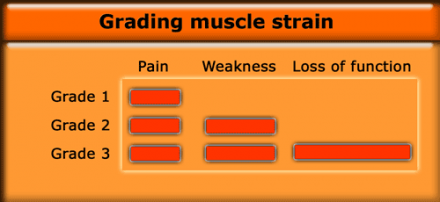 Grading muscle strain
Pain Weakness Loss of function
Grade 1
Grade 2
Grade 3